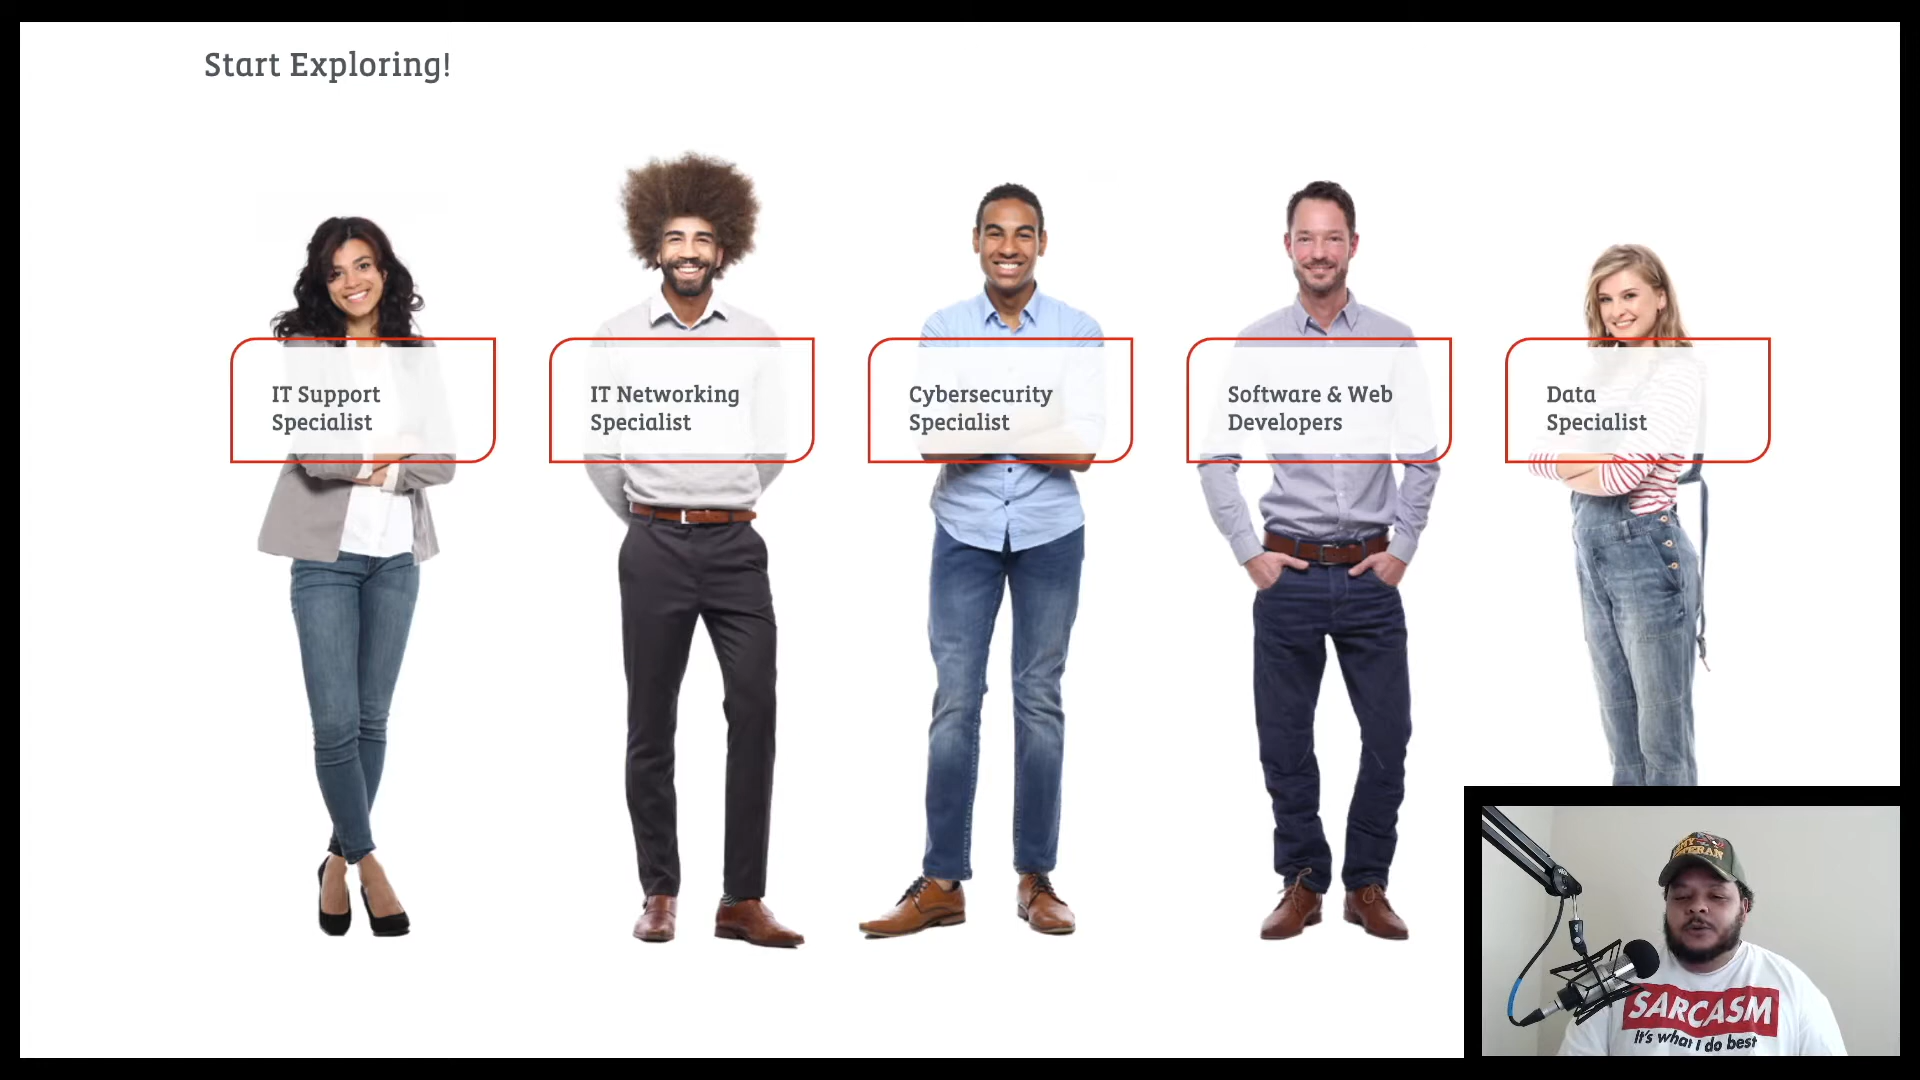 Start Exploring!
IT Support
Specialist
IT Networking
Specialist
Cybersecurity
Specialist
Software & Web
Developers
Data
Specialist
VETERAN
SARCASM
It's what I do best